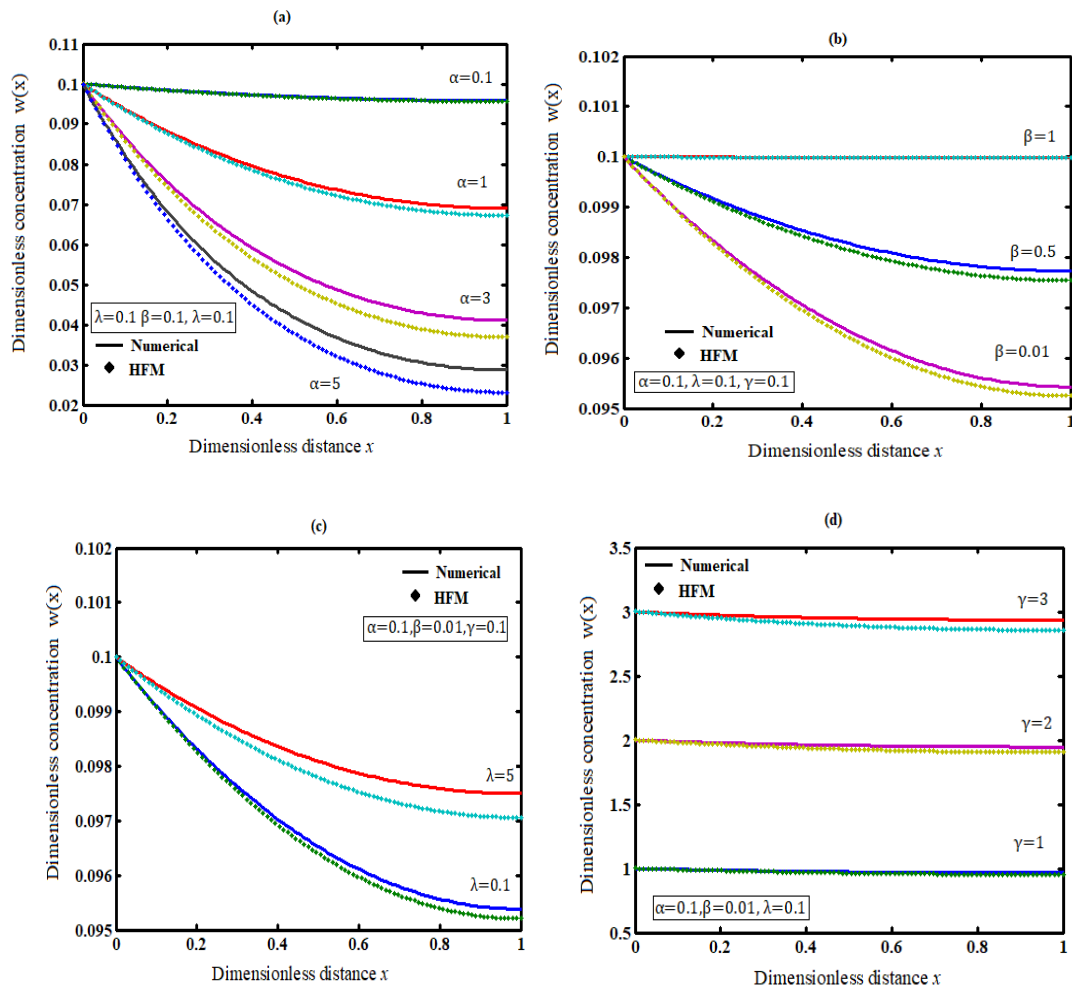 (a)
Dimensionless concentration w(x)
0.11
0.1
0.09
0.08
0.07
0.06
0.05
0.04
0.03
0.02
α=0.1
α=1
α=3
α=5
λ=0.1 β=0.1, λ=0.1
Numerical
HFM
0 0.2 0.4 0.6 0.8 1
Dimensionless distance x
(b)
Dimensionless concentration w(x)
0.102
0.101
0.1
0.099
0.098
0.097
0.096
0.095
β=1
β=0.5
β=0.01
Numerical
HFM
α=0.1, λ=0.1, γ=0.1
0 0.2 0.4 0.6 0.8 1
Dimensionless distance x
(c)
Dimensionless concentration w(x)
0.102
0.101
0.1
0.099
0.098
0.097
0.096
0.095
Numerical
HFM
α=0.1,β=0.01,γ=0.1
λ=5
λ=0.1
0 0.2 0.4 0.6 0.8 1
Dimensionless distance x
(d)
Dimensionless concentration w(x)
3.5
3
2.5
2
1.5
1
0.5
Numerical
HFM
γ=3
γ=2
γ=1
α=0.1,β=0.01, λ=0.1
0 0.2 0.4 0.6 0.8 1
Dimensionless distance x